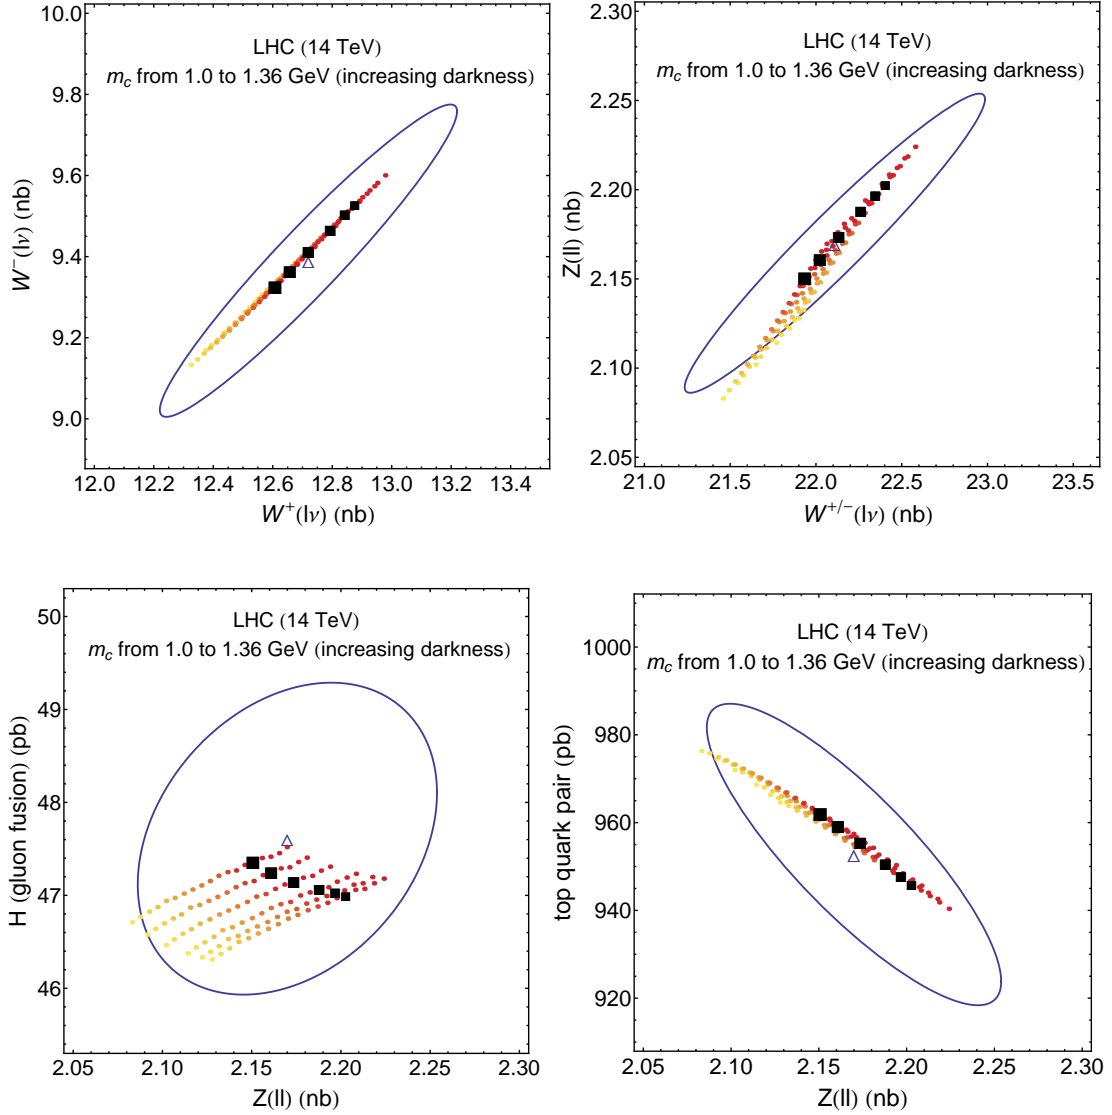 10.0
9.8
9.6
9.4
9.2
9.0
W⁻(lν) (nb)
LHC (14 TeV)
m_c from 1.0 to 1.36 GeV (increasing darkness)
12.0 12.2 12.4 12.6 12.8 13.0 13.2 13.4
W⁺(lν) (nb)
2.30
2.25
2.20
2.15
2.10
2.05
Z(ll) (nb)
LHC (14 TeV)
m_c from 1.0 to 1.36 GeV (increasing darkness)
21.0 21.5 22.0 22.5 23.0 23.5
W^{+/-}(lν) (nb)
50
49
48
47
46
H (gluon fusion) (pb)
LHC (14 TeV)
m_c from 1.0 to 1.36 GeV (increasing darkness)
2.05 2.10 2.15 2.20 2.25 2.30
Z(ll) (nb)
1000
980
960
940
920
top quark pair (pb)
LHC (14 TeV)
m_c from 1.0 to 1.36 GeV (increasing darkness)
2.05 2.10 2.15 2.20 2.25 2.30
Z(ll) (nb)